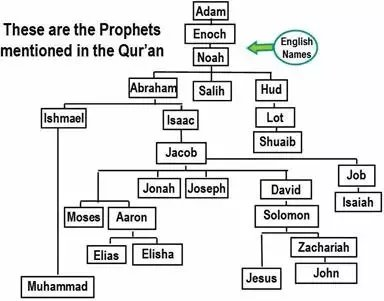 These are the Prophets
mentioned in the Qur'an
Adam
Enoch
Noah
English
Names
Abraham
Salih
Hud
Ishmael
Isaac
Lot
Shuaib
Jacob
Jonah
Joseph
David
Job
Isaiah
Moses
Aaron
Solomon
Elias
Elisha
Zachariah
Muhammad
Jesus
John